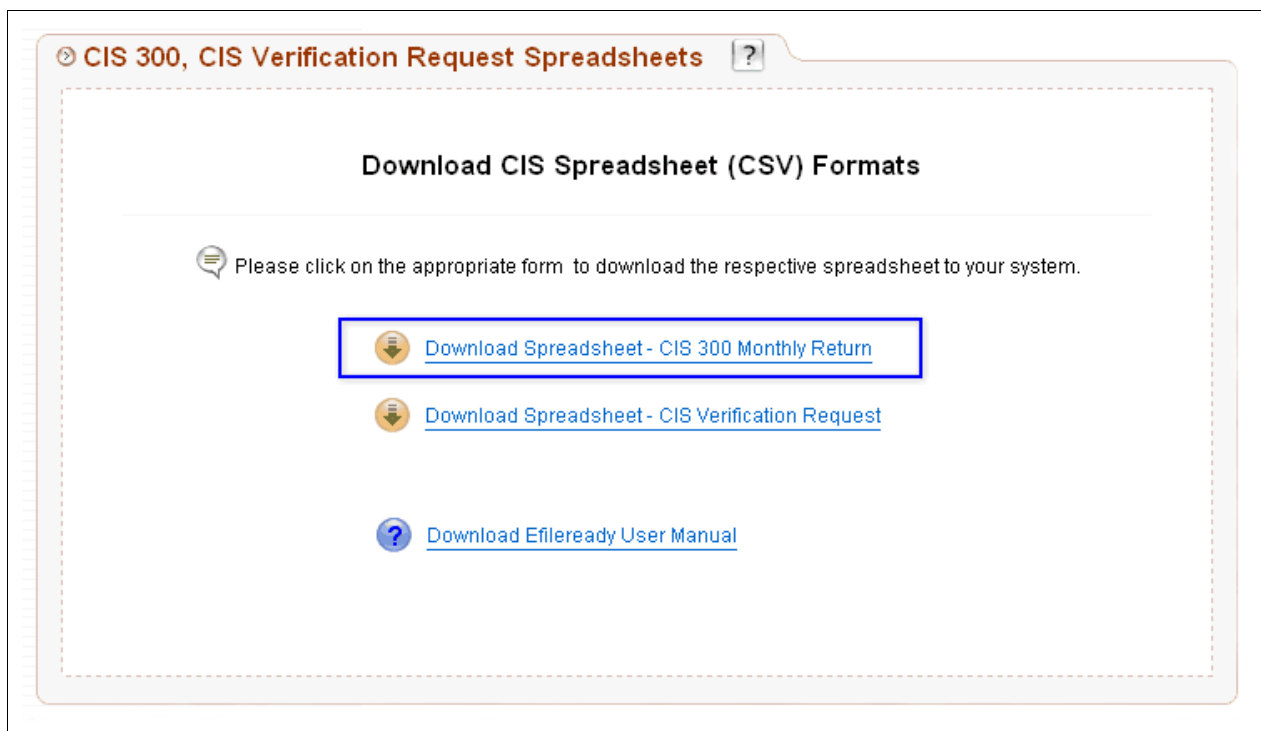 CIS 300, CIS Verification Request Spreadsheets ?
Download CIS Spreadsheet (CSV) Formats
Please click on the appropriate form to download the respective spreadsheet to your system.
Download Spreadsheet - CIS 300 Monthly Return
Download Spreadsheet - CIS Verification Request
? Download Efileready User Manual